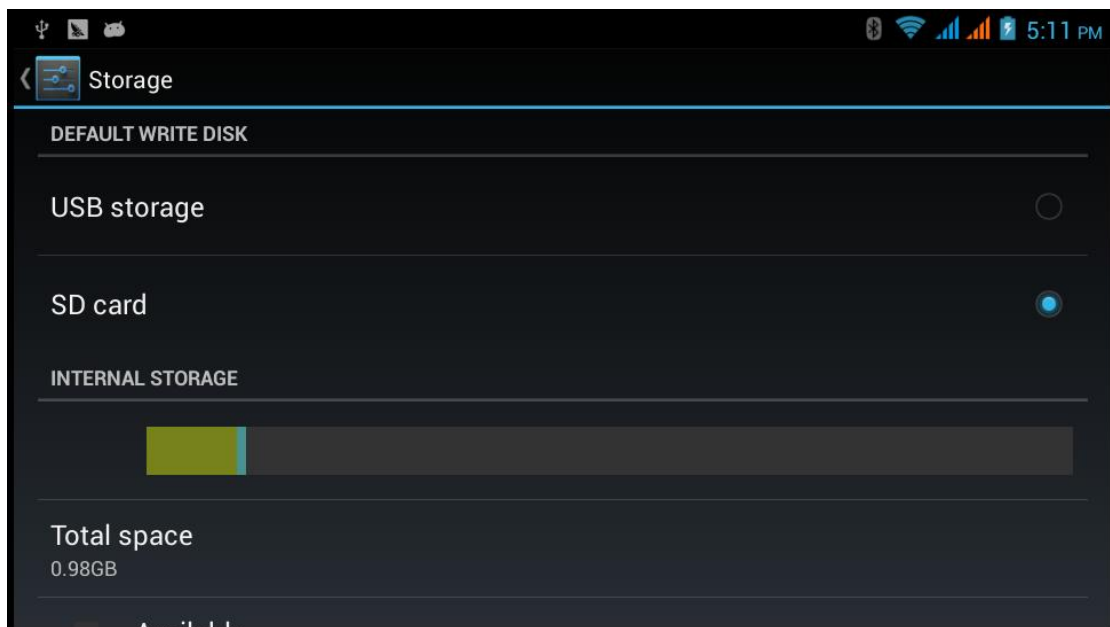 5:11 PM
Storage
DEFAULT WRITE DISK
USB storage
SD card
INTERNAL STORAGE
Total space
0.98GB